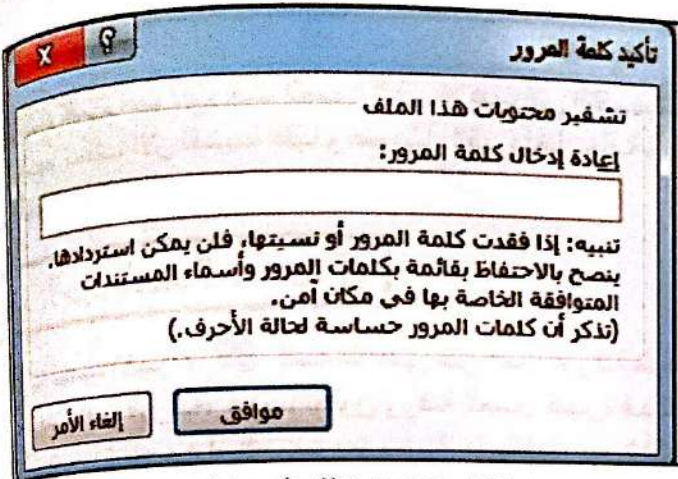 تأكيد كلمة المرور
؟ X
تشفير محتويات هذا الملف
إعادة إدخال كلمة المرور:
تنبيه: إذا فقدت كلمة المرور أو نسيتها، فلن يمكن استردادها.
ينصح بالاحتفاظ بقائمة بكلمات المرور وأسماء المستندات
المتوافقة الخاصة بها في مكان آمن.
(تذكر أن كلمات المرور حساسة لحالة الأحرف.)
موافق إلغاء الأمر